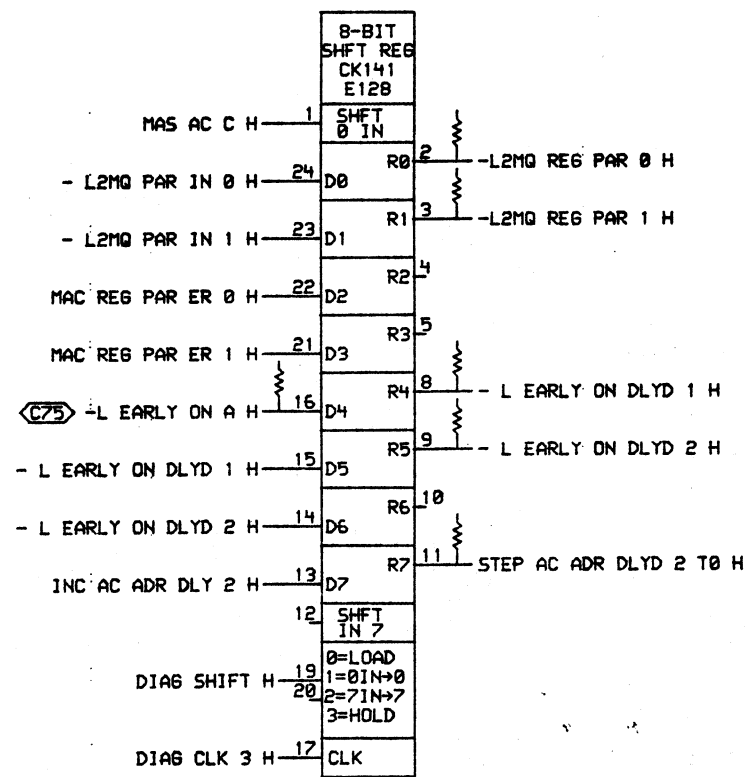 8-BIT
SHFT REG
CK141
E128
MAS AC C H 1 SHFT
0 IN
R0 2 -L2MQ REG PAR 0 H
- L2MQ PAR IN 0 H 24 D0
R1 3 -L2MQ REG PAR 1 H
- L2MQ PAR IN 1 H 23 D1
R2 4
MAC REG PAR ER 0 H 22 D2
R3 5
MAC REG PAR ER 1 H 21 D3
R4 8 - L EARLY ON DLYD 1 H
C75 -L EARLY ON A H 16 D4
R5 9 - L EARLY ON DLYD 2 H
- L EARLY ON DLYD 1 H 15 D5
R6 10
- L EARLY ON DLYD 2 H 14 D6
R7 11 STEP AC ADR DLYD 2 T0 H
INC AC ADR DLY 2 H 13 D7
12 SHFT
IN 7
0=LOAD
DIAG SHIFT H 19 1=0IN→0
20 2=7IN→7
3=HOLD
DIAG CLK 3 H 17 CLK